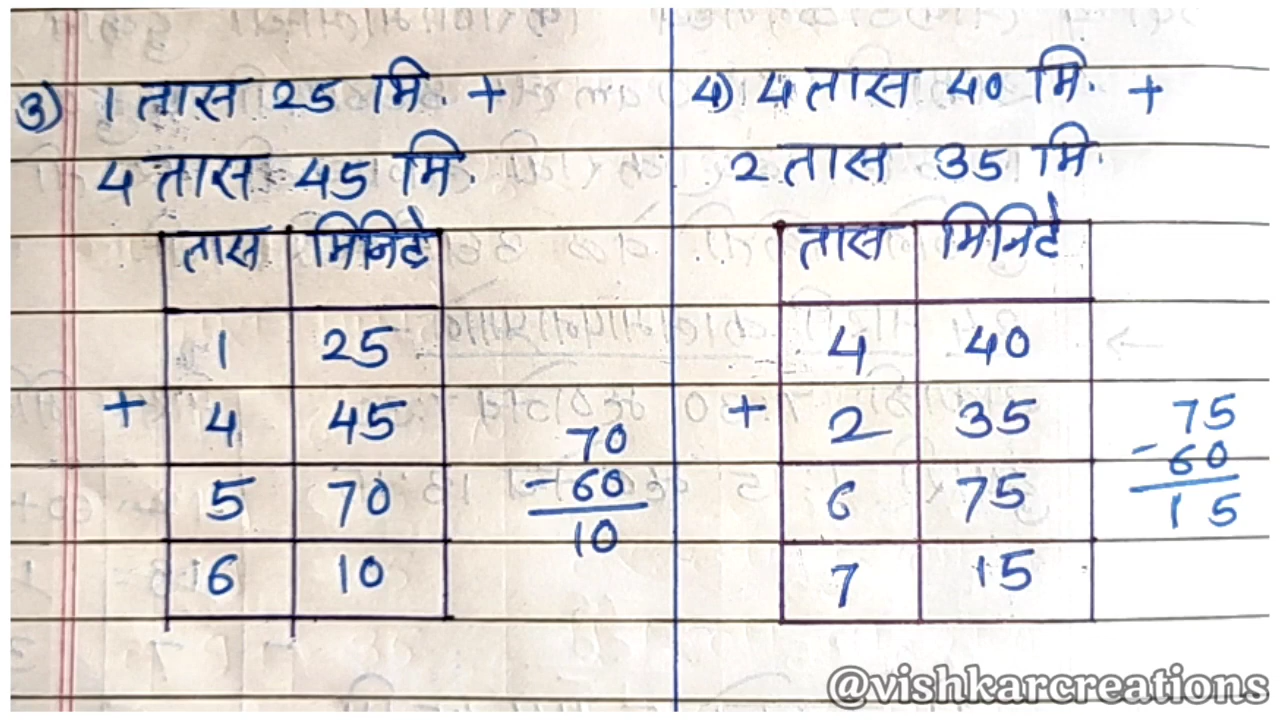 3) 1 तास 25 मि. +
4 तास 45 मि.
तास मिनिटे
1 25
+ 4 45
5 70
6 10
70
- 60
10
4) 4 तास 40 मि. +
2 तास 35 मि.
तास मिनिटे
4 40
+ 2 35
6 75
7 15
75
- 60
15
@vishkarcreations